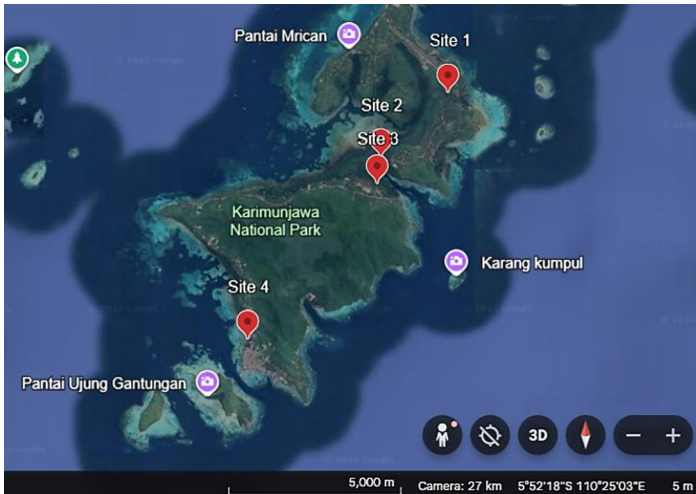 Pantai Mrican
Site 1
Site 2
Site 3
Karimunjawa
National Park
Karang kumpul
Site 4
Pantai Ujung Gantungan
3D
5,000 m
Camera: 27 km
5°52'18"S 110°25'03"E
5 m